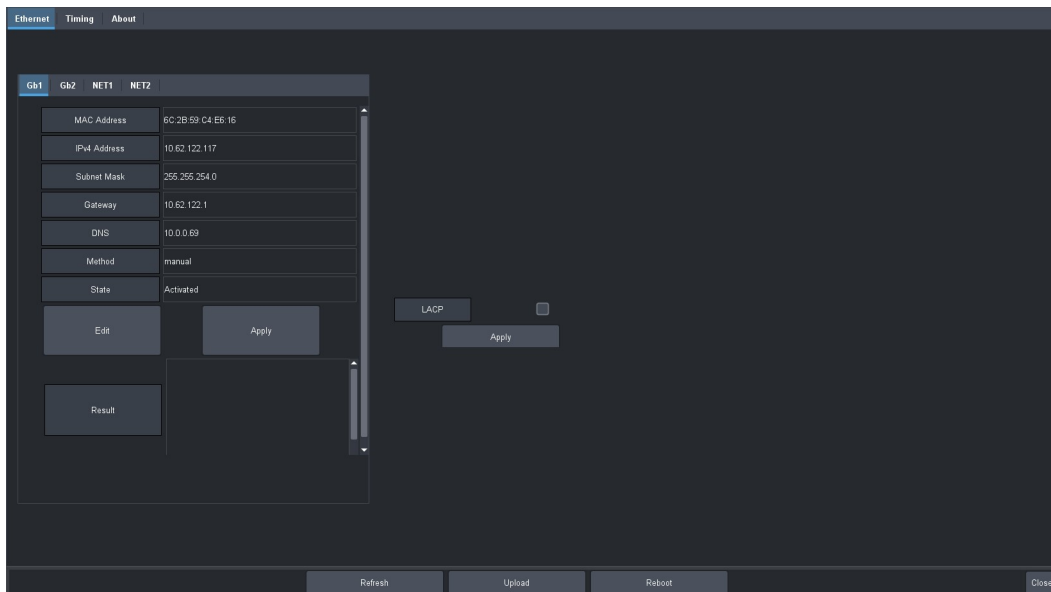 Ethernet Timing About
Gb1 Gb2 NET1 NET2
MAC Address 6C:2B:59:C4:E6:16
IPv4 Address 10.62.122.117
Subnet Mask 255.255.254.0
Gateway 10.62.122.1
DNS 10.0.0.69
Method manual
State Activated
LACP
Edit Apply
Apply
Result
Refresh Upload Reboot Close